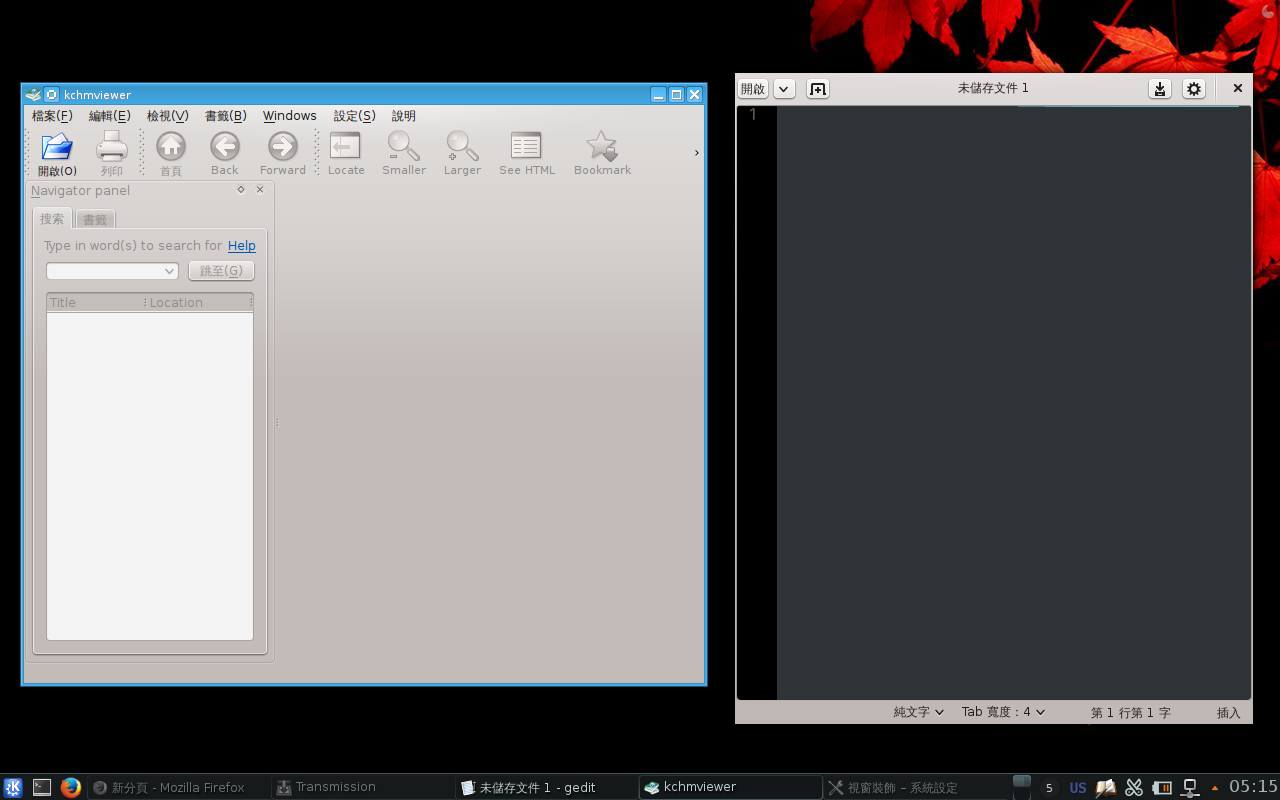 kchmviewer
檔案(F) 編輯(E) 檢視(V) 書籤(B) Windows 設定(S) 說明
開啟(O) 列印 首頁 Back Forward Locate Smaller Larger See HTML Bookmark
Navigator panel
搜索 書籤
Type in word(s) to search for Help
跳至(G)
Title Location
開啟 未儲存文件 1
1
純文字 Tab 寬度：4 第 1 行第 1 字 插入
新分頁 - Mozilla Firefox Transmission 未儲存文件 1 - gedit kchmviewer 視窗裝飾 – 系統設定 5 US 05:15